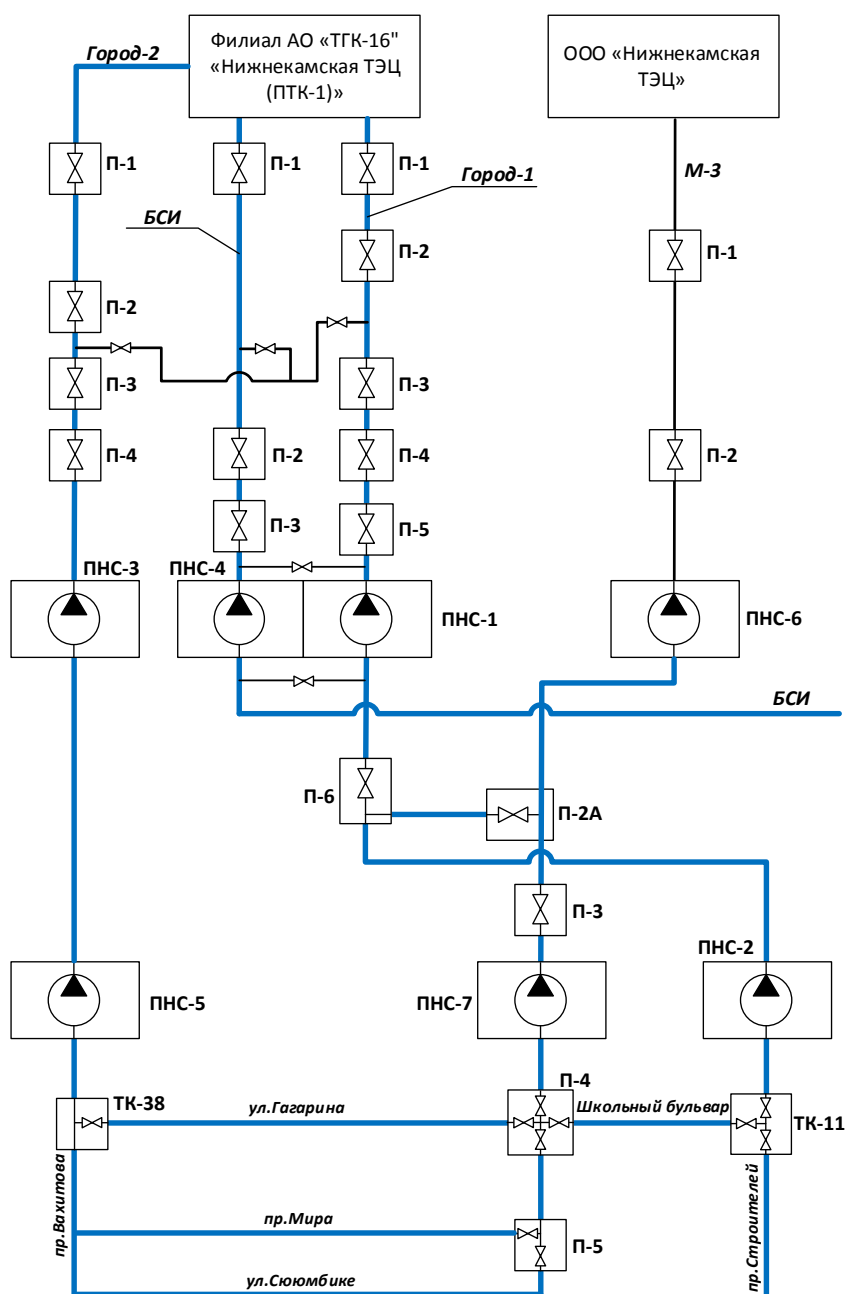 Город-2
Филиал АО «ТГК-16"
«Нижнекамская ТЭЦ
(ПТК-1)»
ООО «Нижнекамская
ТЭЦ»
П-1
П-1
П-1
Город-1
М-3
БСИ
П-2
П-1
П-2
П-3
П-3
П-4
П-2
П-4
П-2
П-3
П-5
ПНС-3
ПНС-4
ПНС-1
ПНС-6
БСИ
П-6
П-2А
П-3
ПНС-2
ПНС-5
ПНС-7
П-4
ТК-38
ул.Гагарина
Школьный бульвар
ТК-11
пр.Вахитова
пр.Мира
П-5
пр.Строителей
ул.Сююмбике